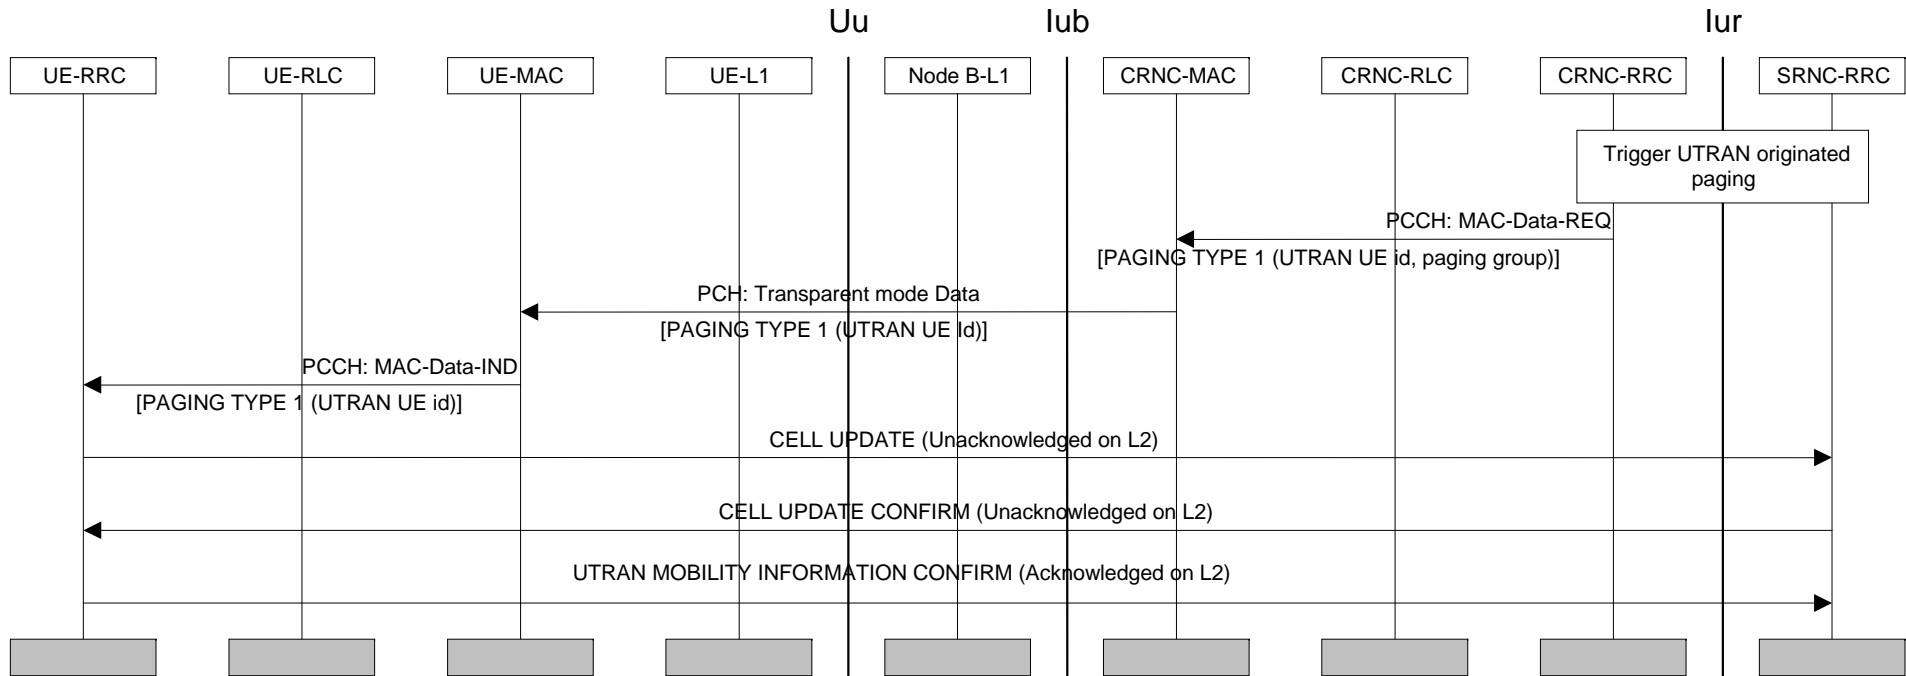 Uu
Iub
Iur
UE-RRC
UE-RLC
UE-MAC
UE-L1
Node B-L1
CRNC-MAC
CRNC-RLC
CRNC-RRC
SRNC-RRC
Trigger UTRAN originated
paging
PCCH: MAC-Data-REQ
[PAGING TYPE 1 (UTRAN UE id, paging group)]
PCH: Transparent mode Data
[PAGING TYPE 1 (UTRAN UE Id)]
PCCH: MAC-Data-IND
[PAGING TYPE 1 (UTRAN UE id)]
CELL UPDATE (Unacknowledged on L2)
CELL UPDATE CONFIRM (Unacknowledged on L2)
UTRAN MOBILITY INFORMATION CONFIRM (Acknowledged on L2)